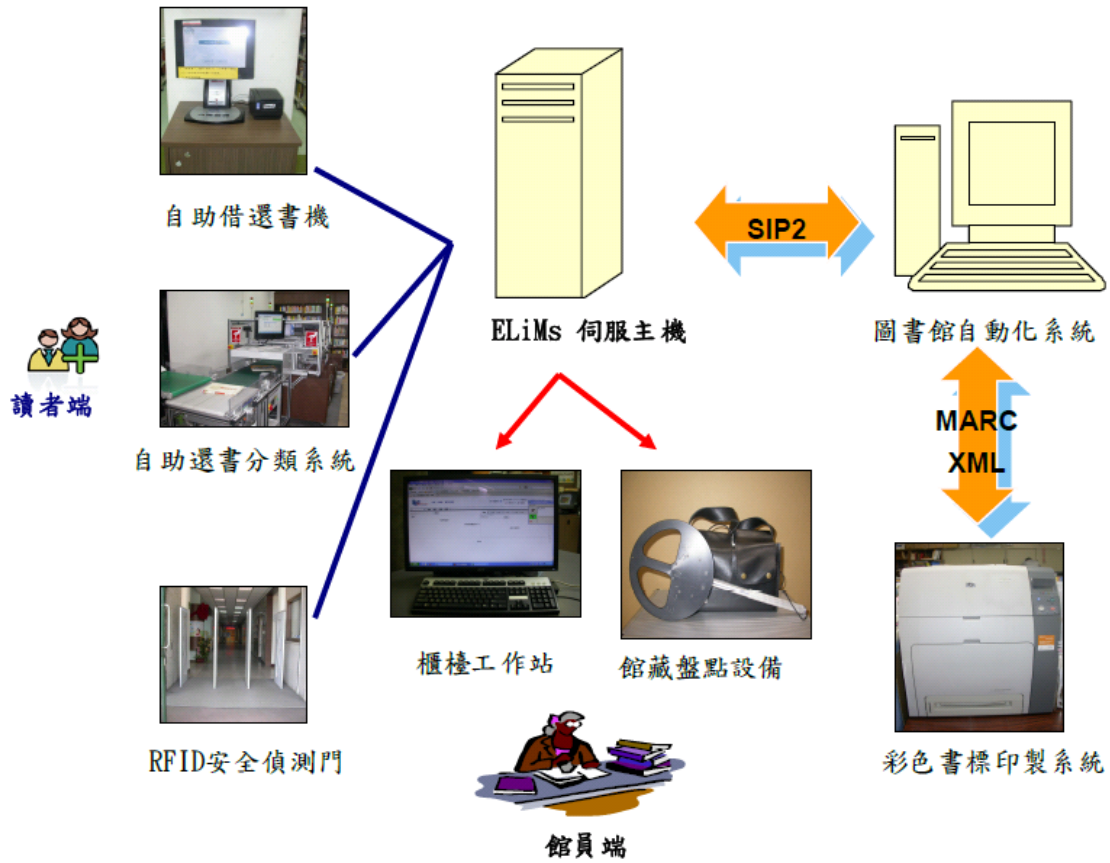 自助借還書機
SIP2
ELiMs 伺服主機
圖書館自動化系統
讀者端
自助還書分類系統
MARC
XML
櫃檯工作站
館藏盤點設備
RFID安全偵測門
彩色書標印製系統
館員端